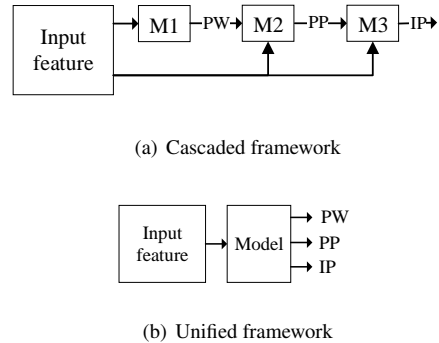 Input
feature
M1
PW
M2
PP
M3
IP
(a) Cascaded framework
Input
feature
Model
PW
PP
IP
(b) Unified framework